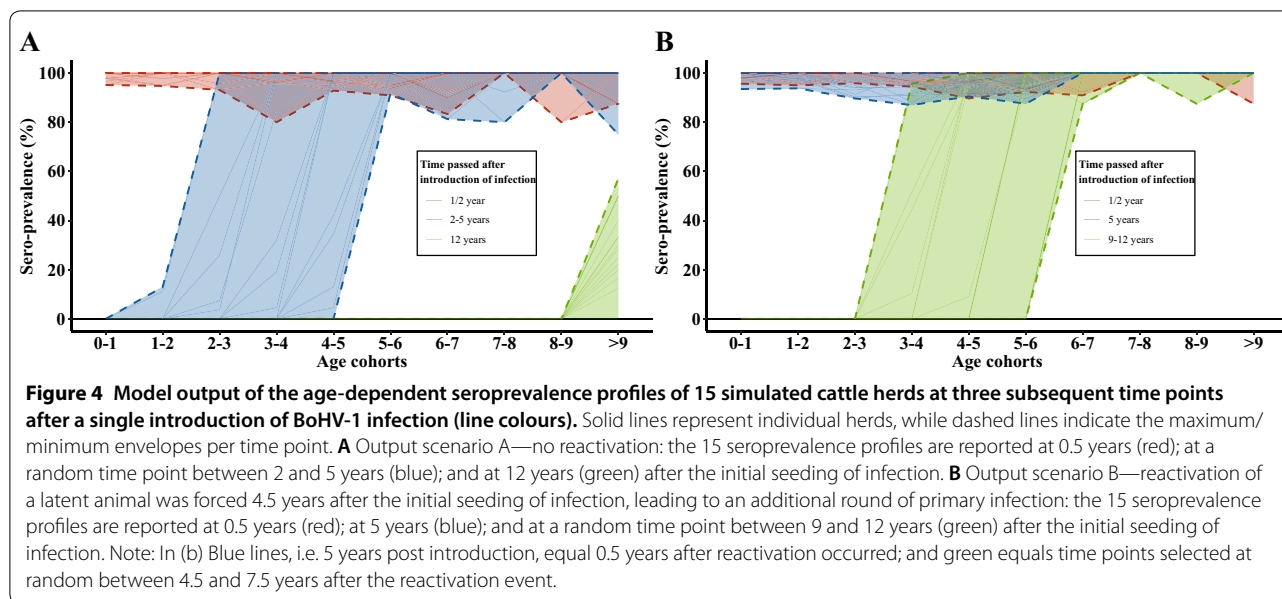 A
100
80
60
40
20
0
Sero-prevalence (%)
Time passed after
introduction of infection
1/2 year
2-5 years
12 years
0-1 1-2 2-3 3-4 4-5 5-6 6-7 7-8 8-9 >9
Age cohorts
B
100
80
60
40
20
0
Sero-prevalence (%)
Time passed after
introduction of infection
1/2 year
5 years
9-12 years
0-1 1-2 2-3 3-4 4-5 5-6 6-7 7-8 8-9 >9
Age cohorts
Figure 4 Model output of the age-dependent seroprevalence profiles of 15 simulated cattle herds at three subsequent time points
after a single introduction of BoHV-1 infection (line colours). Solid lines represent individual herds, while dashed lines indicate the maximum/
minimum envelopes per time point. A Output scenario A—no reactivation: the 15 seroprevalence profiles are reported at 0.5 years (red); at a
random time point between 2 and 5 years (blue); and at 12 years (green) after the initial seeding of infection. B Output scenario B—reactivation of
a latent animal was forced 4.5 years after the initial seeding of infection, leading to an additional round of primary infection: the 15 seroprevalence
profiles are reported at 0.5 years (red); at 5 years (blue); and at a random time point between 9 and 12 years (green) after the initial seeding of
infection. Note: In (b) Blue lines, i.e. 5 years post introduction, equal 0.5 years after reactivation occurred; and green equals time points selected at
random between 4.5 and 7.5 years after the reactivation event.